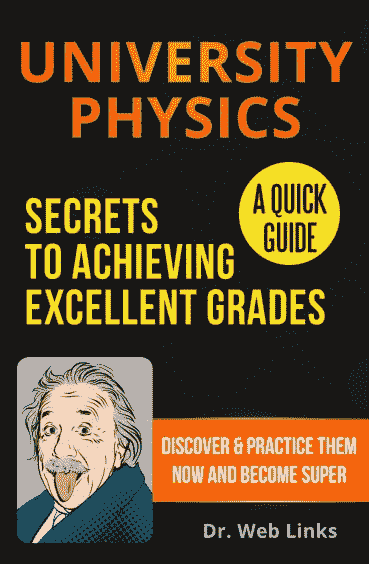 UNIVERSITY
PHYSICS
A QUICK
GUIDE
SECRETS
TO ACHIEVING
EXCELLENT GRADES
DISCOVER & PRACTICE THEM
NOW AND BECOME SUPER
Dr. Web Links